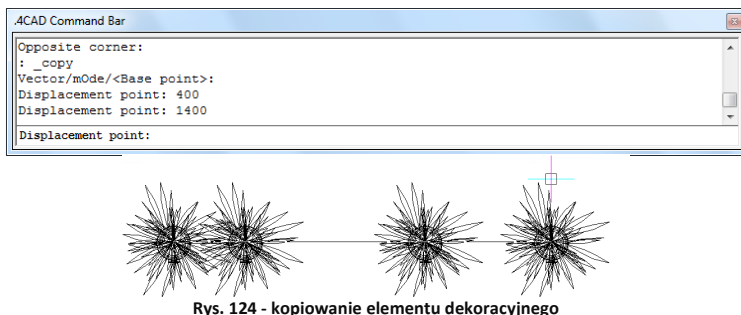 .4CAD Command Bar
Opposite corner:
: _copy
Vector/mOde/<Base point>:
Displacement point: 400
Displacement point: 1400
Displacement point:
Rys. 124 - kopiowanie elementu dekoracyjnego